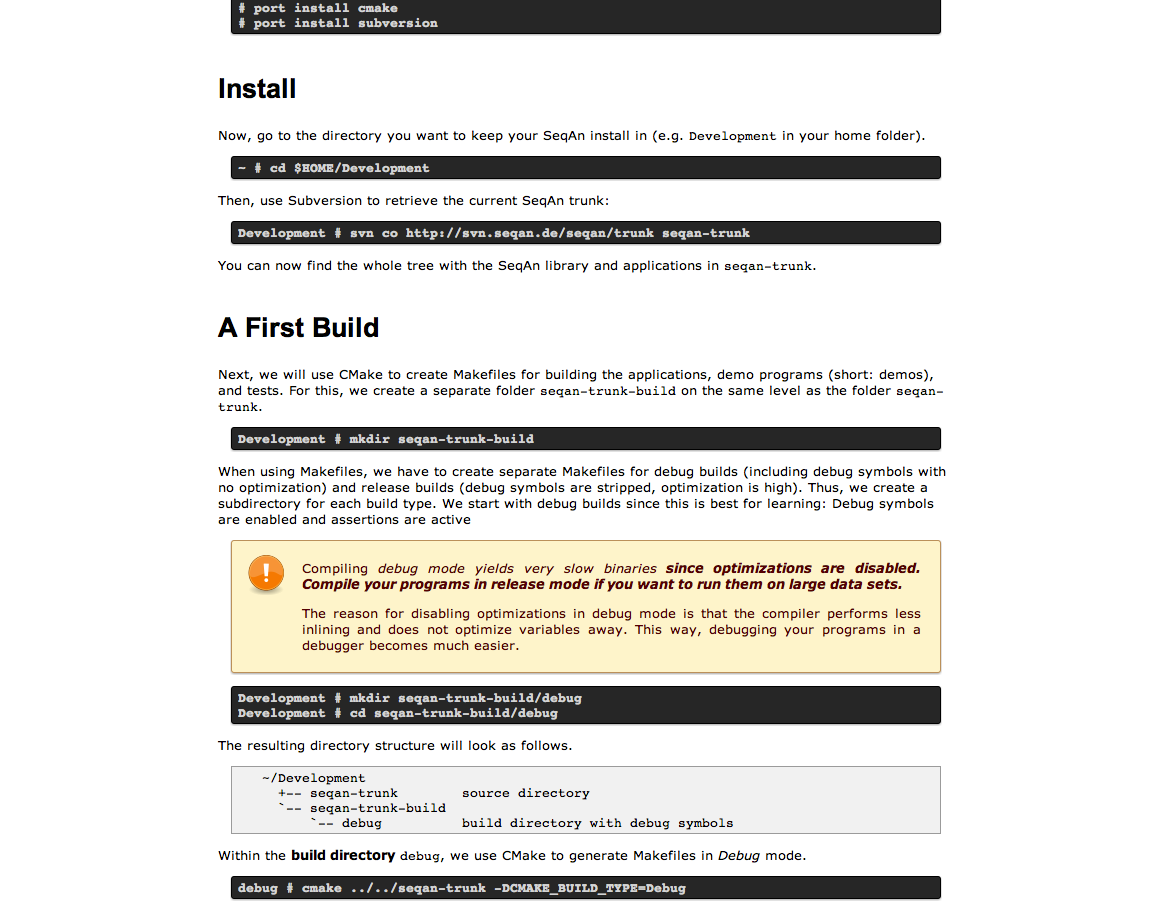 # port install cmake
# port install subversion
Install
Now, go to the directory you want to keep your SeqAn install in (e.g. Development in your home folder).
~ # cd $HOME/Development
Then, use Subversion to retrieve the current SeqAn trunk:
Development # svn co http://svn.seqan.de/seqan/trunk seqan-trunk
You can now find the whole tree with the SeqAn library and applications in seqan-trunk.
A First Build
Next, we will use CMake to create Makefiles for building the applications, demo programs (short: demos),
and tests. For this, we create a separate folder seqan-trunk-build on the same level as the folder seqan-
trunk.
Development # mkdir seqan-trunk-build
When using Makefiles, we have to create separate Makefiles for debug builds (including debug symbols with
no optimization) and release builds (debug symbols are stripped, optimization is high). Thus, we create a
subdirectory for each build type. We start with debug builds since this is best for learning: Debug symbols
are enabled and assertions are active
!
Compiling debug mode yields very slow binaries since optimizations are disabled.
Compile your programs in release mode if you want to run them on large data sets.
The reason for disabling optimizations in debug mode is that the compiler performs less
inlining and does not optimize variables away. This way, debugging your programs in a
debugger becomes much easier.
Development # mkdir seqan-trunk-build/debug
Development # cd seqan-trunk-build/debug
The resulting directory structure will look as follows.
~/Development
+-- seqan-trunk        source directory
`-- seqan-trunk-build
`-- debug          build directory with debug symbols
Within the build directory debug, we use CMake to generate Makefiles in Debug mode.
debug # cmake ../../seqan-trunk -DCMAKE_BUILD_TYPE=Debug